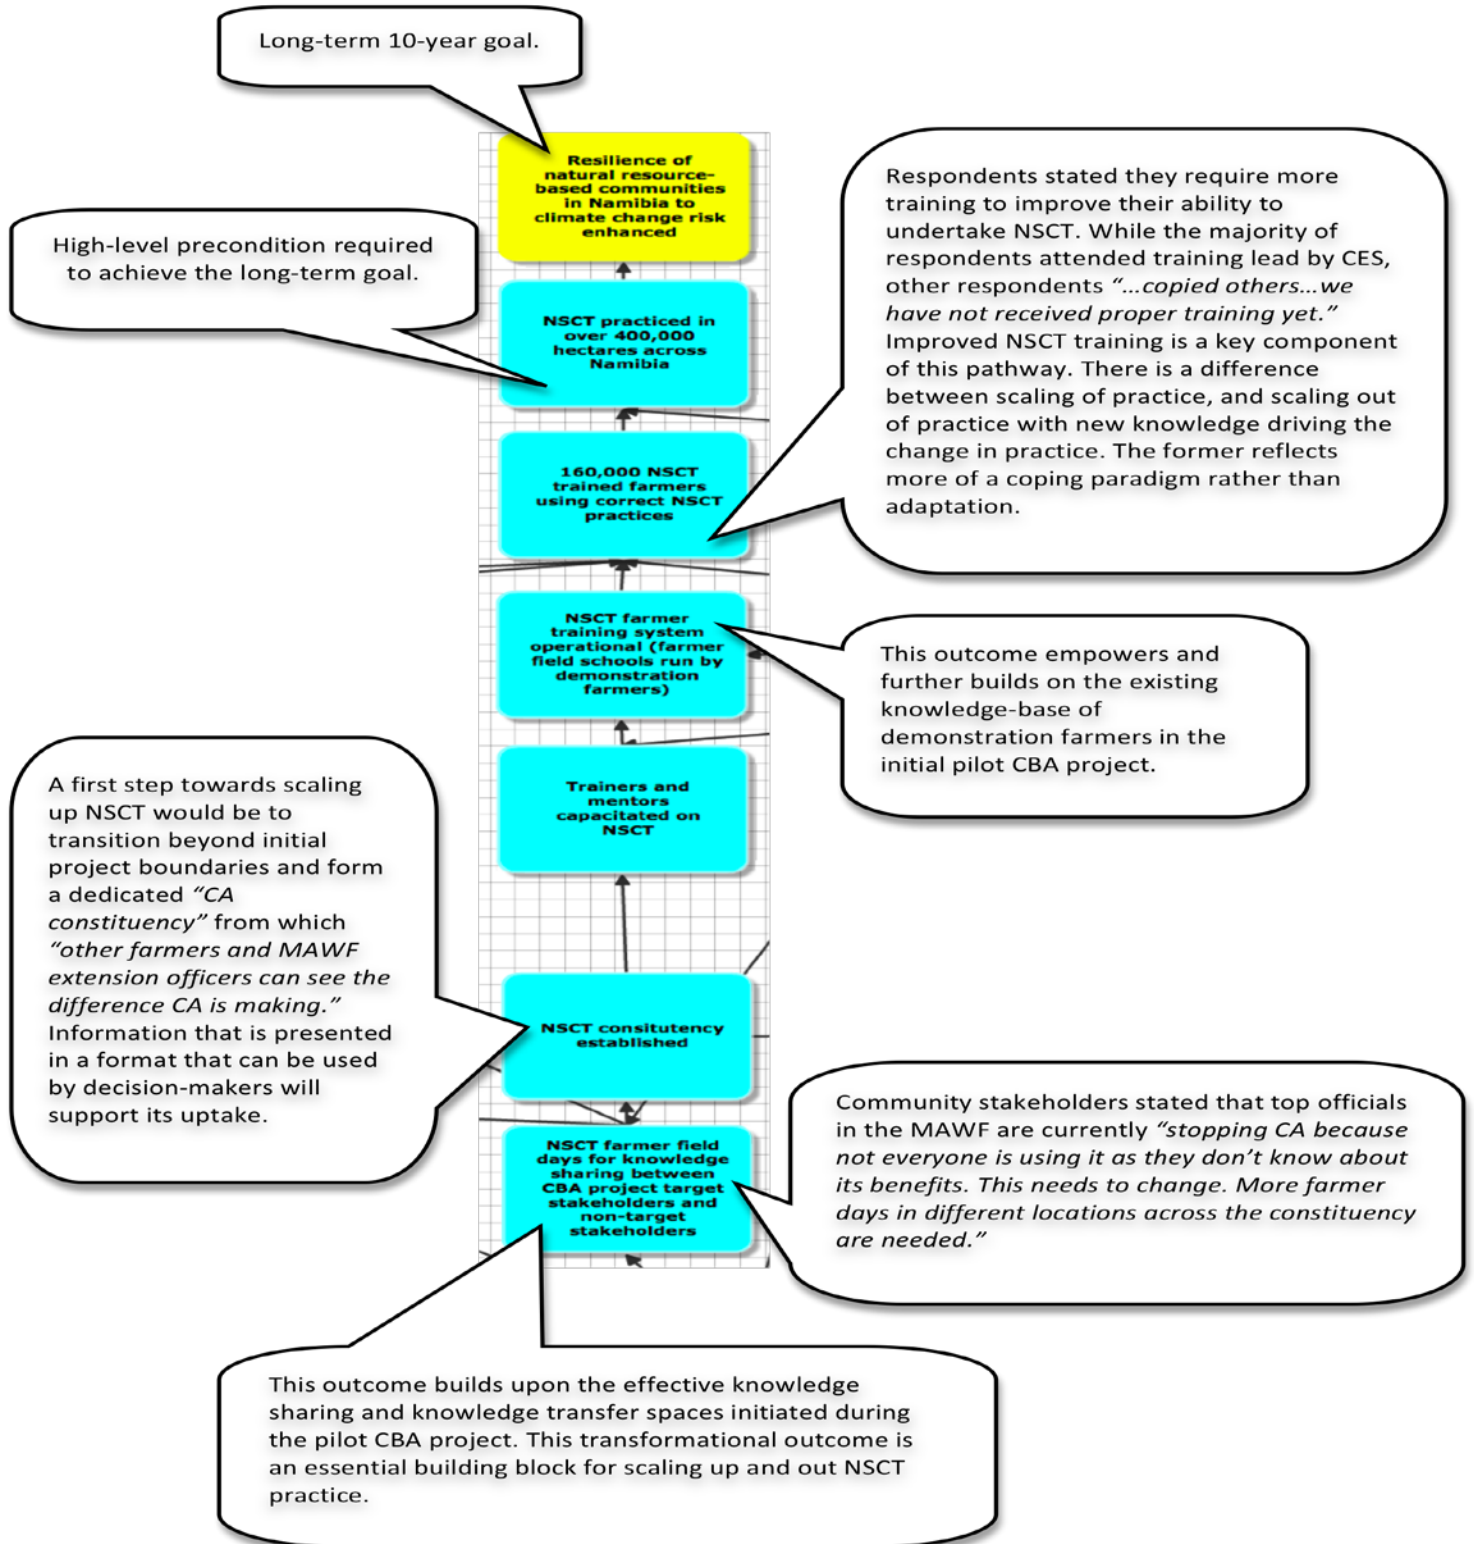 Long-term 10-year goal.
Resilience of
natural resource-
based communities
in Namibia to
climate change risk
enhanced
High-level precondition required
to achieve the long-term goal.
NSCT practiced in
over 400,000
hectares across
Namibia
Respondents stated they require more
training to improve their ability to
undertake NSCT. While the majority of
respondents attended training lead by CES,
other respondents “…copied others…we
have not received proper training yet.”
Improved NSCT training is a key component
of this pathway. There is a difference
between scaling of practice, and scaling out
of practice with new knowledge driving the
change in practice. The former reflects
more of a coping paradigm rather than
adaptation.
160,000 NSCT
trained farmers
using correct NSCT
practices
NSCT farmer
training system
operational (farmer
field schools run by
demonstration
farmers)
This outcome empowers and
further builds on the existing
knowledge-base of
demonstration farmers in the
initial pilot CBA project.
Trainers and
mentors
capacitated on
NSCT
A first step towards scaling
up NSCT would be to
transition beyond initial
project boundaries and form
a dedicated “CA
constituency” from which
“other farmers and MAWF
extension officers can see the
difference CA is making.”
Information that is presented
in a format that can be used
by decision-makers will
support its uptake.
NSCT consitutency
established
NSCT farmer field
days for knowledge
sharing between
CBA project target
stakeholders and
non-target
stakeholders
Community stakeholders stated that top officials
in the MAWF are currently “stopping CA because
not everyone is using it as they don’t know about
its benefits. This needs to change. More farmer
days in different locations across the constituency
are needed.”
This outcome builds upon the effective knowledge
sharing and knowledge transfer spaces initiated during
the pilot CBA project. This transformational outcome is
an essential building block for scaling up and out NSCT
practice.